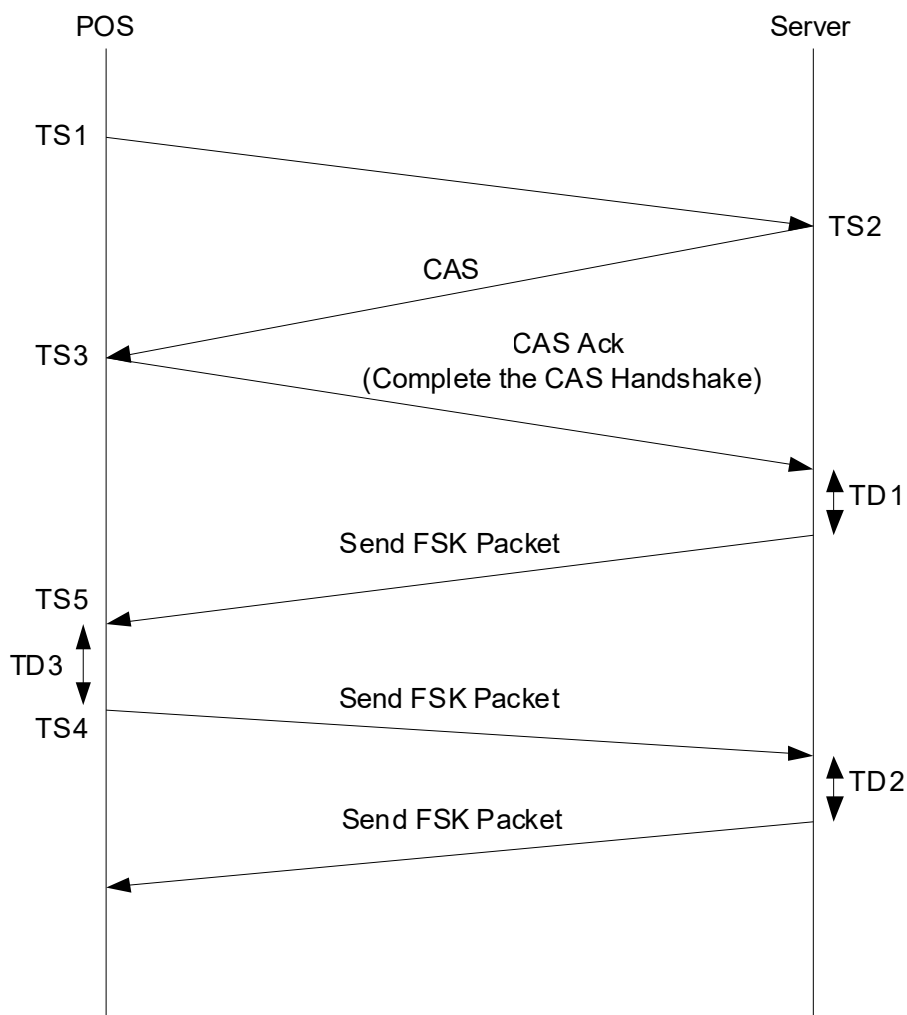 POS
Server
TS1
TS2
CAS
TS3
CAS Ack
(Complete the CAS Handshake)
TD1
Send FSK Packet
TS5
TD3
Send FSK Packet
TS4
TD2
Send FSK Packet